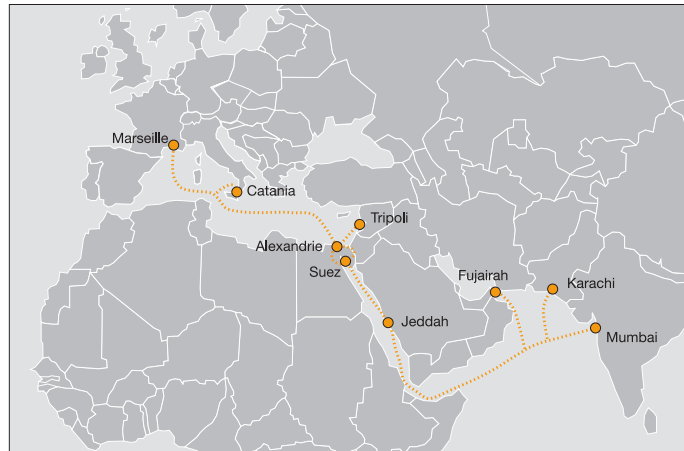 Marseille
Catania
Tripoli
Alexandrie
Suez
Fujairah
Karachi
Jeddah
Mumbai